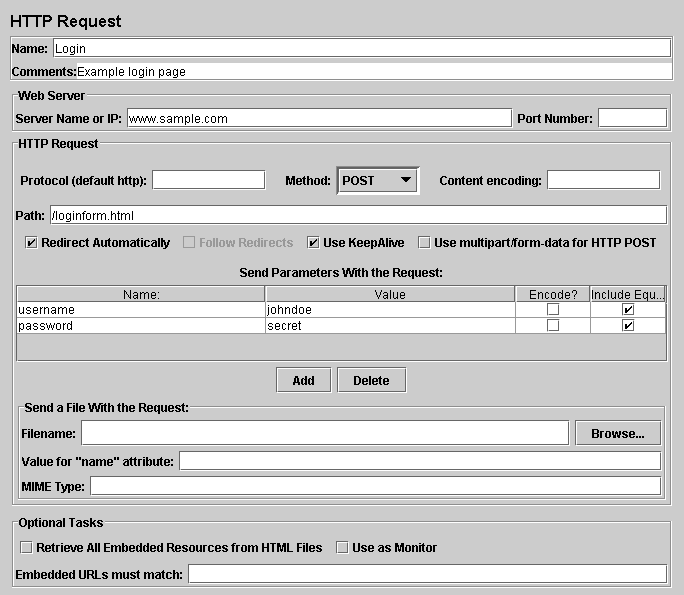 HTTP Request
Name: Login
Comments: Example login page
Web Server
Server Name or IP: www.sample.com Port Number:
HTTP Request
Protocol (default http): Method: POST Content encoding:
Path: /loginform.html
Redirect Automatically Follow Redirects Use KeepAlive Use multipart/form-data for HTTP POST
Send Parameters With the Request:
Name: Value Encode? Include Equ...
username johndoe
password secret
Add Delete
Send a File With the Request:
Filename: Browse...
Value for "name" attribute:
MIME Type:
Optional Tasks
Retrieve All Embedded Resources from HTML Files Use as Monitor
Embedded URLs must match: